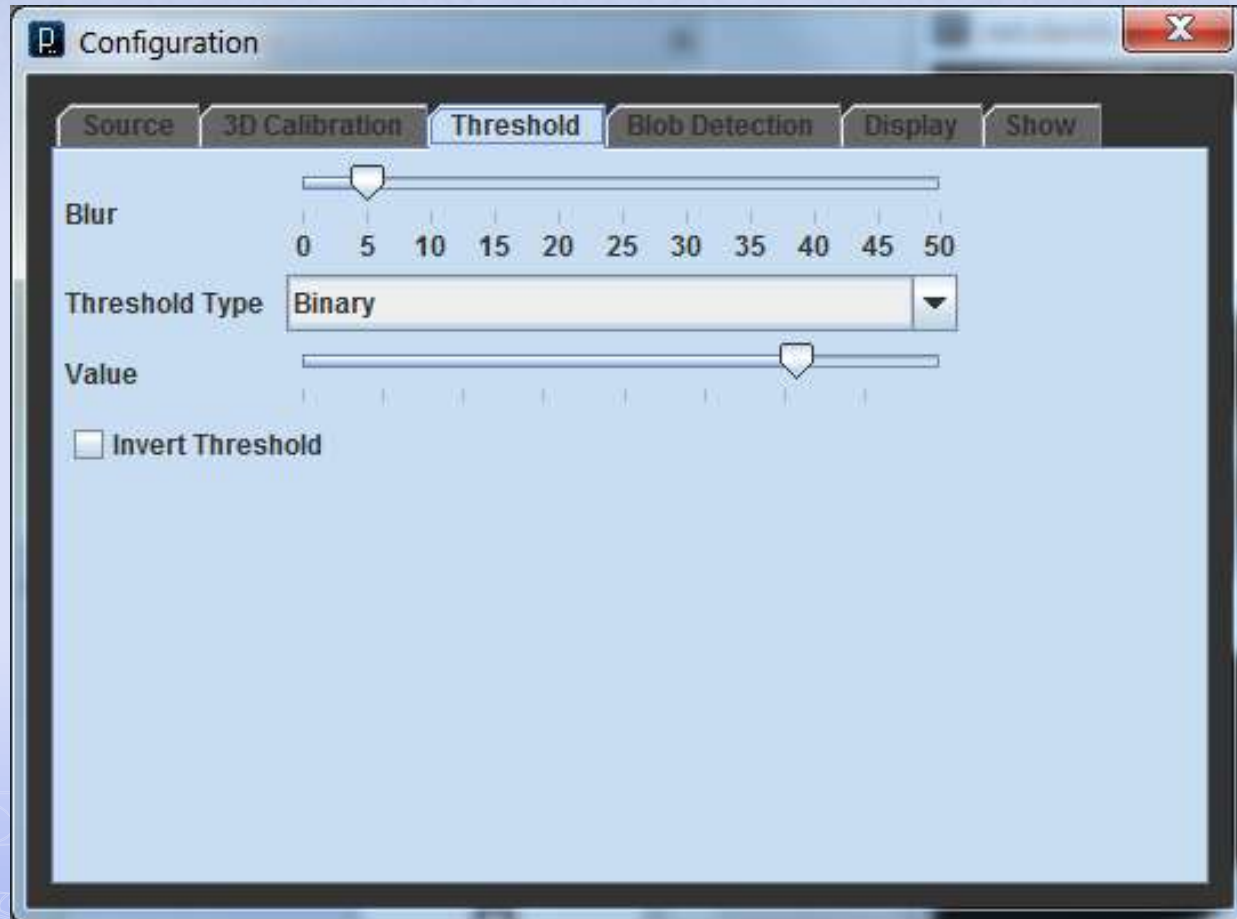 Configuration
Source 3D Calibration Threshold Blob Detection Display Show
Blur
0 5 10 15 20 25 30 35 40 45 50
Threshold Type Binary
Value
Invert Threshold